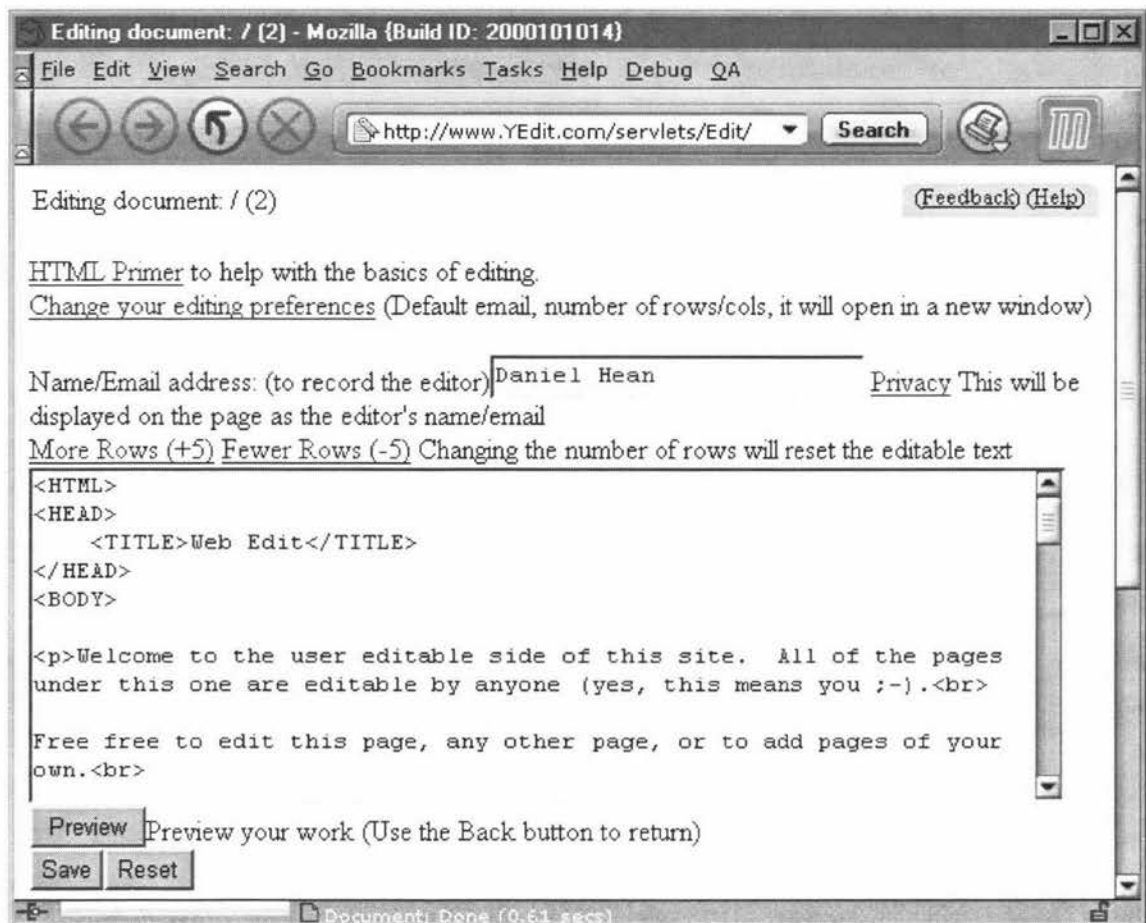 Editing document: / (2) - Mozilla {Build ID: 2000101014}
File Edit View Search Go Bookmarks Tasks Help Debug QA
http://www.YEdit.com/servlets/Edit/ Search
Editing document: / (2) (Feedback) (Help)
HTML Primer to help with the basics of editing.
Change your editing preferences (Default email, number of rows/cols, it will open in a new window)
Name/Email address: (to record the editor) Daniel Hean Privacy This will be
displayed on the page as the editor's name/email
More Rows (+5) Fewer Rows (-5) Changing the number of rows will reset the editable text
<HTML>
<HEAD>
<TITLE>Web Edit</TITLE>
</HEAD>
<BODY>
<p>Welcome to the user editable side of this site. All of the pages
under this one are editable by anyone (yes, this means you ;-).<br>
Free free to edit this page, any other page, or to add pages of your
own.<br>
Preview Preview your work (Use the Back button to return)
Save Reset
Document: Done (0.61 secs)